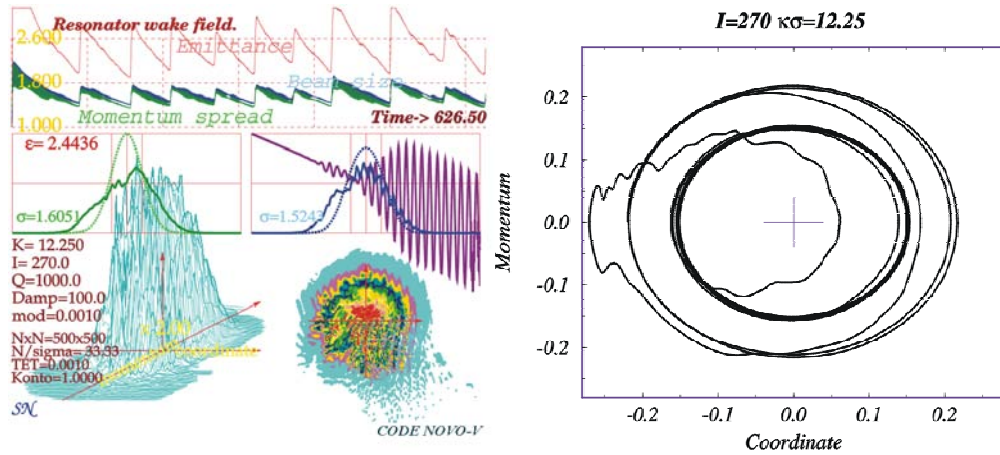 Resonator wake field.
2.600
Emittance
1.800
Beam size
Momentum spread
Time-> 626.50
1.000
ε= 2.4436
σ=1.6051
σ=1.5243
K= 12.250
I= 270.0
Q=1000.0
Damp=100.0
mod=0.0010
NxN=500x500
N/sigma= 33.33
TET=0.0010
Konto=1.0000
x 2.00
Coordinate
SN
CODE NOVO-V
I=270 κσ=12.25
Momentum
0.2
0.1
0.0
-0.1
-0.2
-0.2 -0.1 0.0 0.1 0.2
Coordinate